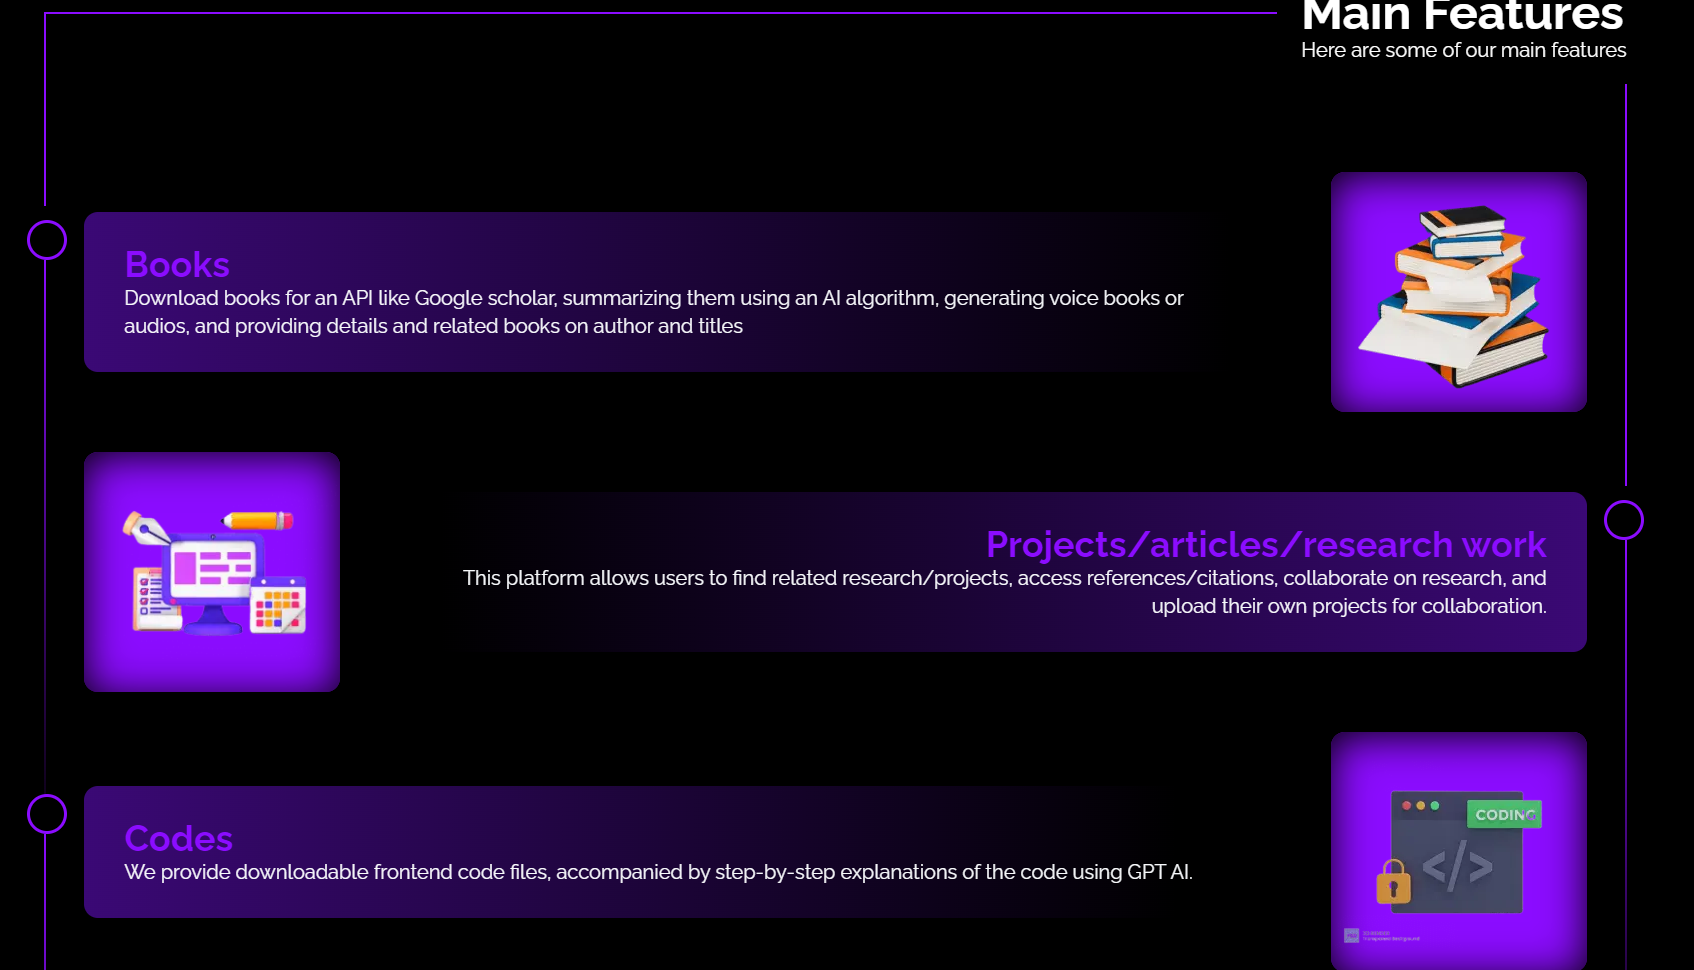 Main Features
Here are some of our main features
Books
Download books for an API like Google scholar, summarizing them using an AI algorithm, generating voice books or
audios, and providing details and related books on author and titles
Projects/articles/research work
This platform allows users to find related research/projects, access references/citations, collaborate on research, and
upload their own projects for collaboration.
CODING
</>
Codes
We provide downloadable frontend code files, accompanied by step-by-step explanations of the code using GPT AI.